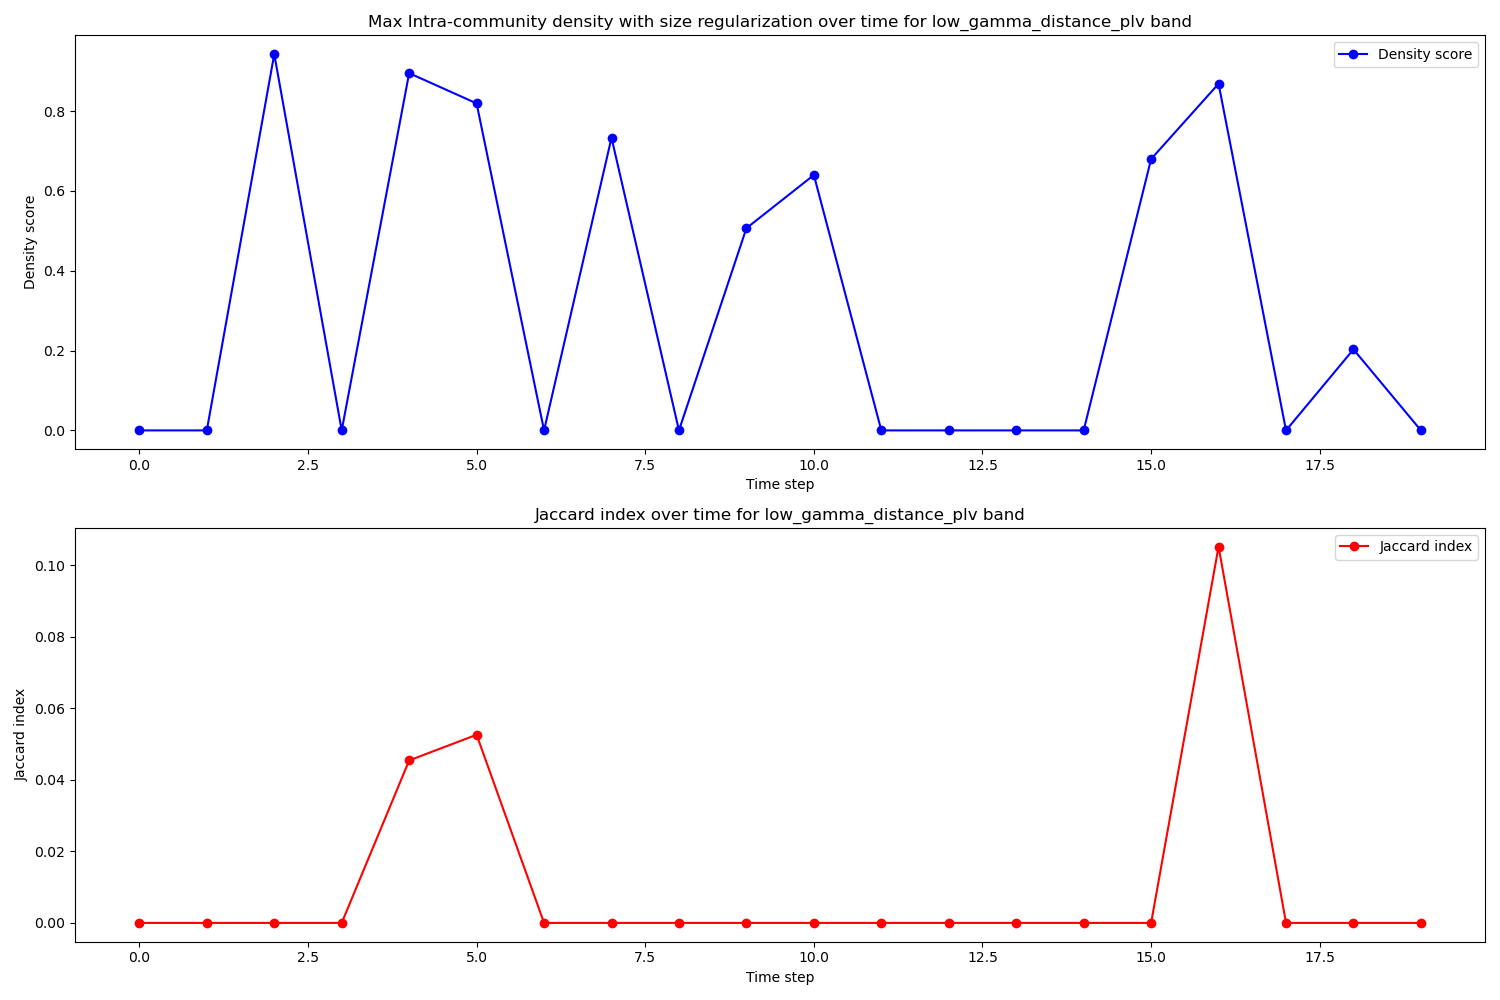 Max Intra-community density with size regularization over time for low_gamma_distance_plv band
Density score
0.8
0.6
0.4
0.2
0.0
Density score
0.0 2.5 5.0 7.5 10.0 12.5 15.0 17.5
Time step
Jaccard index over time for low_gamma_distance_plv band
Jaccard index
0.10
0.08
0.06
0.04
0.02
0.00
Jaccard index
0.0 2.5 5.0 7.5 10.0 12.5 15.0 17.5
Time step